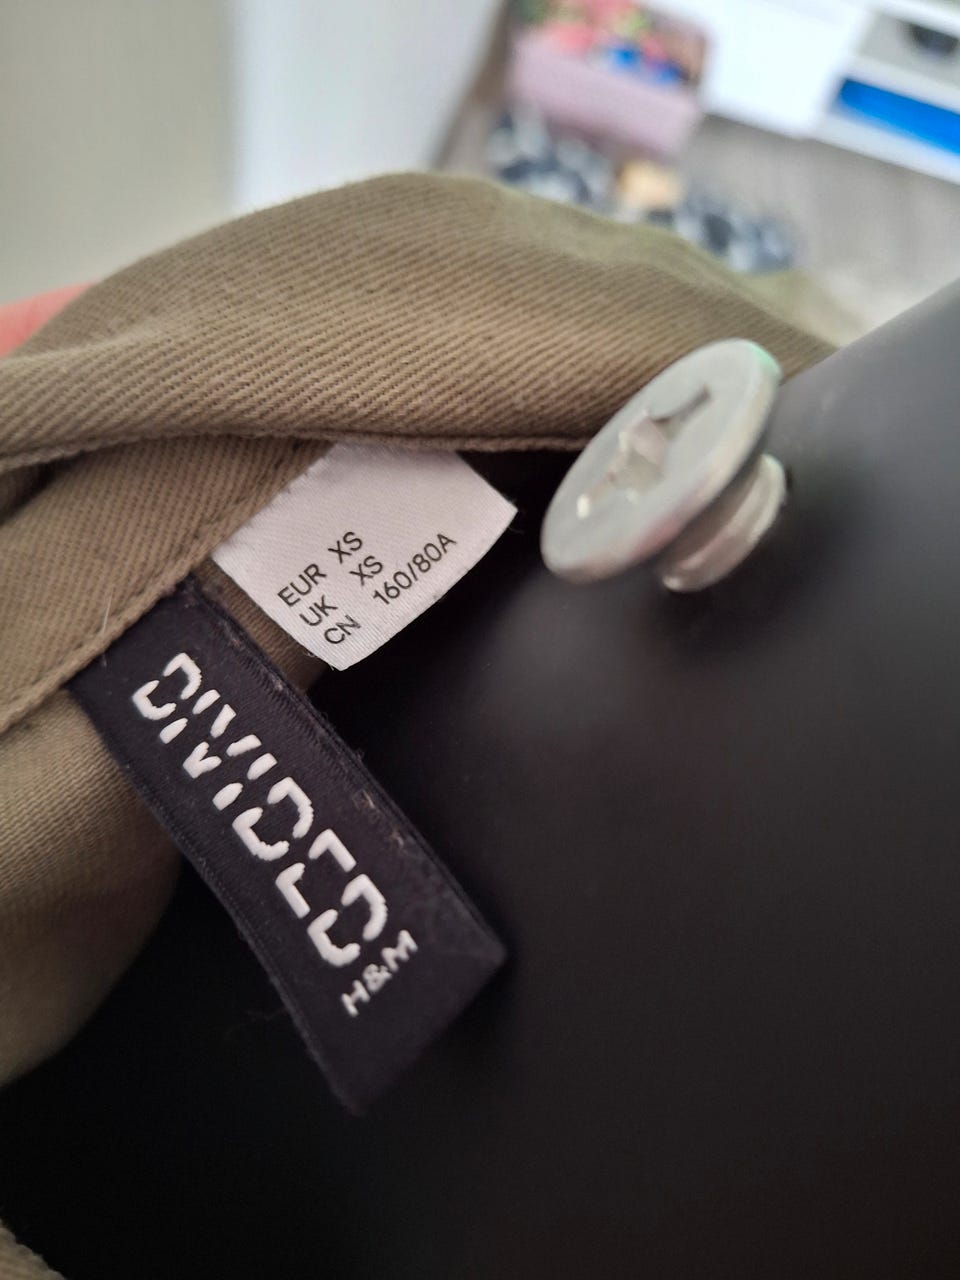 EUR XS
UK XS
CN 160/80A
DIVIDED
H&M